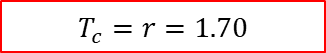 T_c = r = 1.70